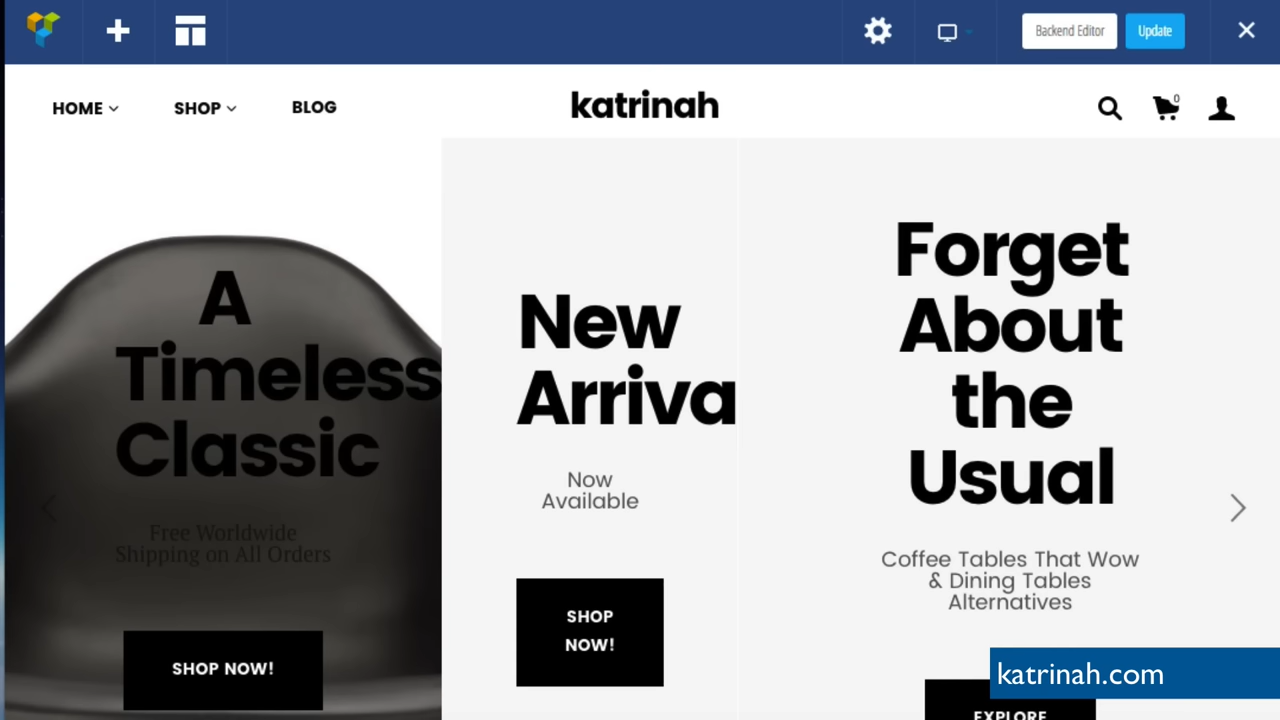 Backend Editor
Update
HOME
SHOP
BLOG
katrinah
0
A
Timeless
Classic
Free Worldwide
Shipping on All Orders
SHOP NOW!
New
Arriva
Now
Available
SHOP
NOW!
Forget
About
the
Usual
Coffee Tables That Wow
& Dining Tables
Alternatives
EXPLORE
katrinah.com